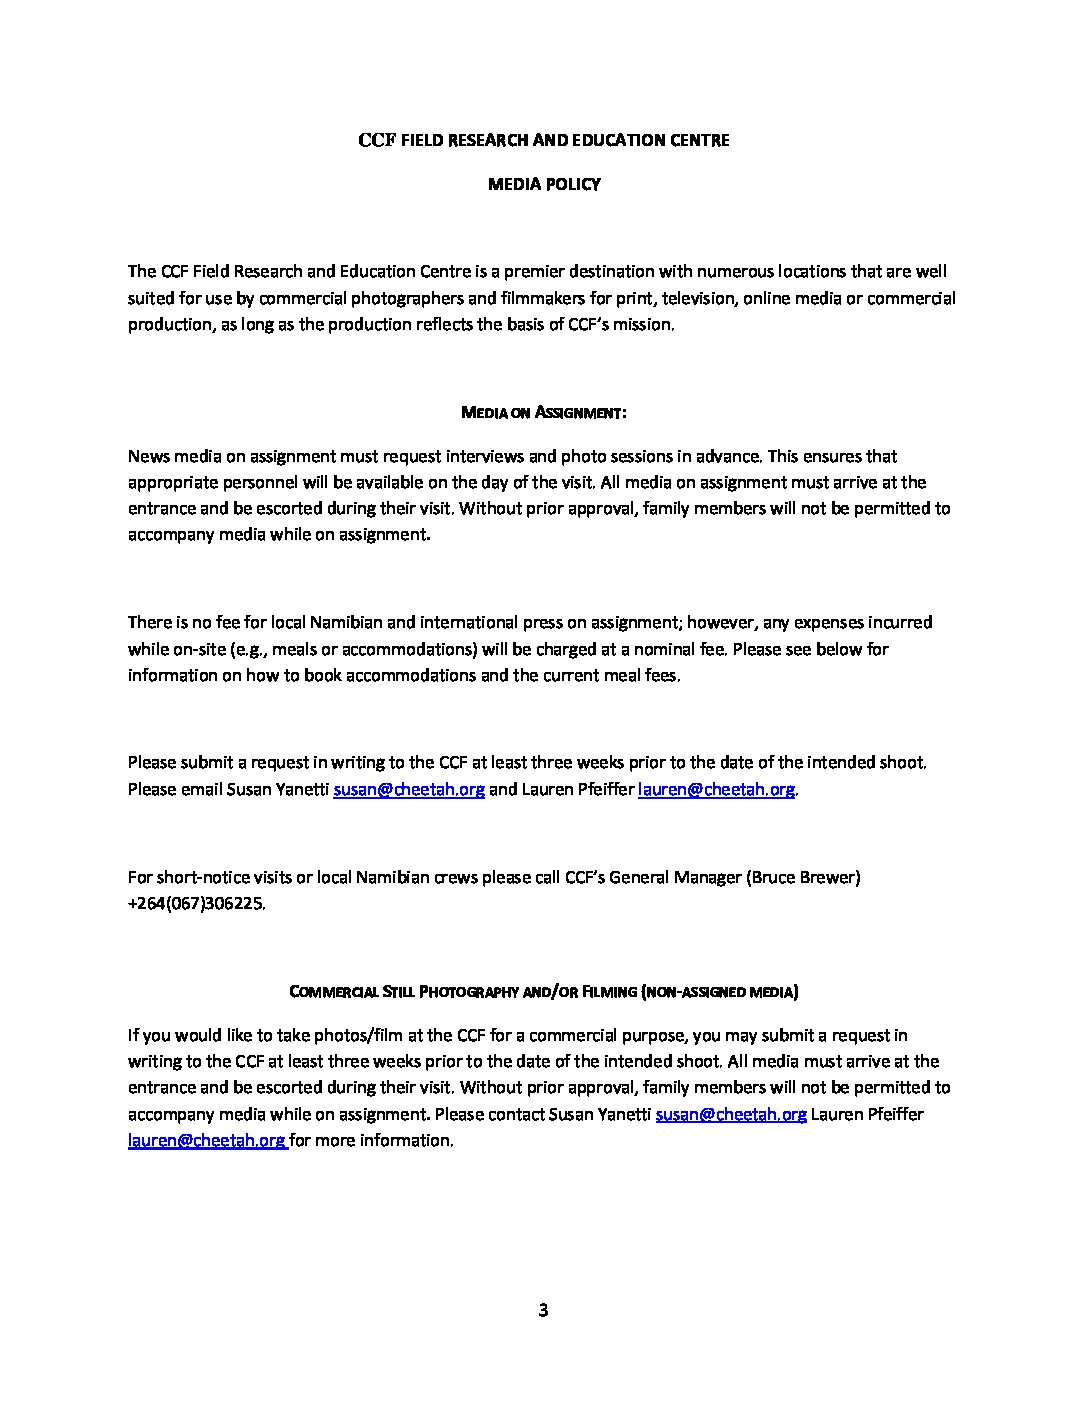 CCF FIELD RESEARCH AND EDUCATION CENTRE
MEDIA POLICY
The CCF Field Research and Education Centre is a premier destination with numerous locations that are well
suited for use by commercial photographers and filmmakers for print, television, online media or commercial
production, as long as the production reflects the basis of CCF’s mission.
MEDIA ON ASSIGNMENT:
News media on assignment must request interviews and photo sessions in advance. This ensures that
appropriate personnel will be available on the day of the visit. All media on assignment must arrive at the
entrance and be escorted during their visit. Without prior approval, family members will not be permitted to
accompany media while on assignment.
There is no fee for local Namibian and international press on assignment; however, any expenses incurred
while on-site (e.g., meals or accommodations) will be charged at a nominal fee. Please see below for
information on how to book accommodations and the current meal fees.
Please submit a request in writing to the CCF at least three weeks prior to the date of the intended shoot.
Please email Susan Yanetti susan@cheetah.org and Lauren Pfeiffer lauren@cheetah.org.
For short-notice visits or local Namibian crews please call CCF’s General Manager (Bruce Brewer)
+264(067)306225.
COMMERCIAL STILL PHOTOGRAPHY AND/OR FILMING (NON-ASSIGNED MEDIA)
If you would like to take photos/film at the CCF for a commercial purpose, you may submit a request in
writing to the CCF at least three weeks prior to the date of the intended shoot. All media must arrive at the
entrance and be escorted during their visit. Without prior approval, family members will not be permitted to
accompany media while on assignment. Please contact Susan Yanetti susan@cheetah.org Lauren Pfeiffer
lauren@cheetah.org for more information.
3